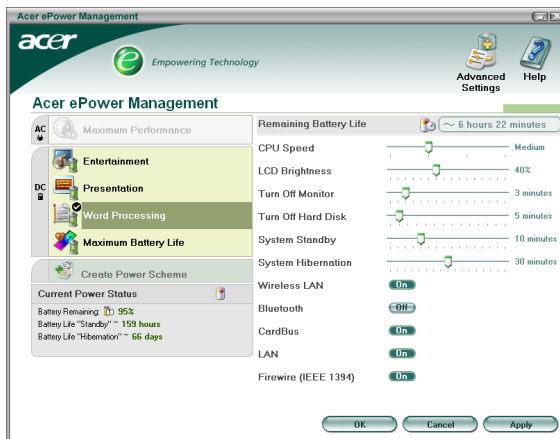 Acer ePower Management
acer
e
Empowering Technology
Advanced Settings
Help
Acer ePower Management
AC
Maximum Performance
DC
Entertainment
Presentation
Word Processing
Maximum Battery Life
Create Power Scheme
Current Power Status
Battery Remaining: 95%
Battery Life "Standby" ~ 159 hours
Battery Life "Hibernation" ~ 66 days
Remaining Battery Life ~ 6 hours 22 minutes
CPU Speed Medium
LCD Brightness 40%
Turn Off Monitor 3 minutes
Turn Off Hard Disk 5 minutes
System Standby 10 minutes
System Hibernation 30 minutes
Wireless LAN On
Bluetooth Off
CardBus On
LAN On
Firewire (IEEE 1394) On
OK Cancel Apply